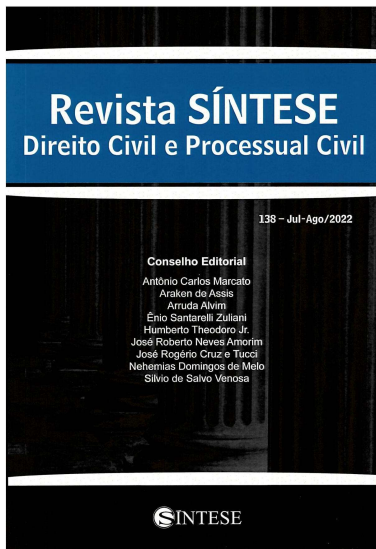 Revista SÍNTESE
Direito Civil e Processual Civil
138 – Jul-Ago/2022
Conselho Editorial
Antônio Carlos Marcato
Araken de Assis
Arruda Alvim
Ênio Santarelli Zuliani
Humberto Theodoro Jr.
José Roberto Neves Amorim
José Rogério Cruz e Tucci
Nehemias Domingos de Melo
Silvio de Salvo Venosa
SÍNTESE